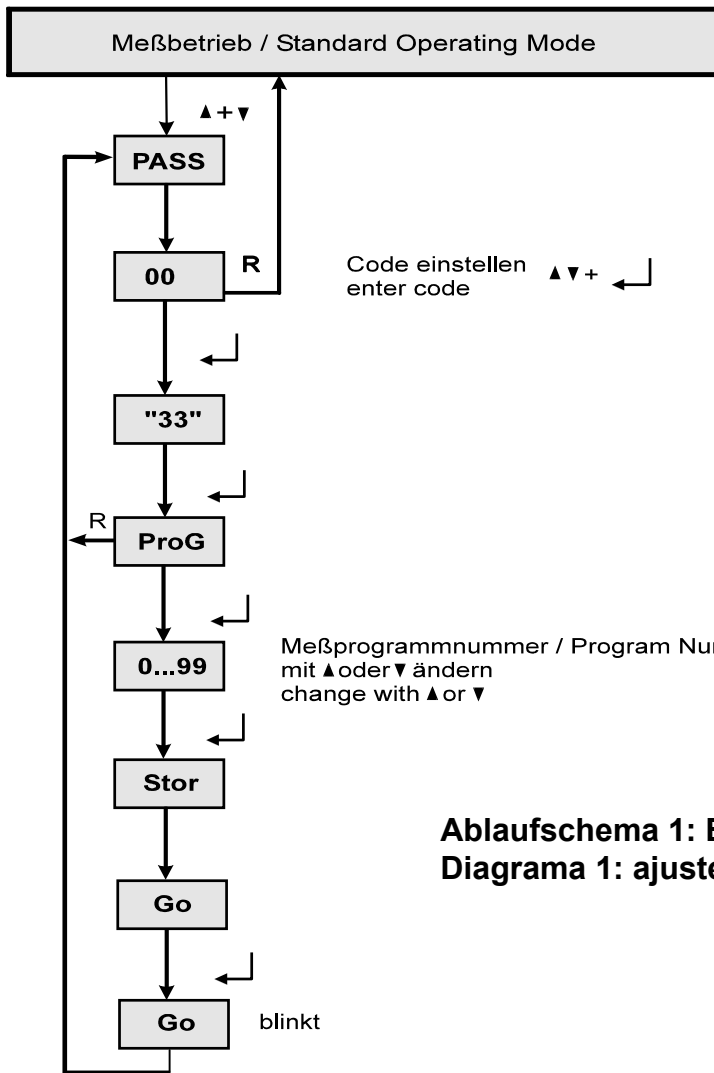 Meßbetrieb / Standard Operating Mode
▲+▼
PASS
00
R
Code einstellen ▲▼+
enter code
"33"
R
ProG
0...99
Meßprogrammnummer / Program
mit ▲oder▼ändern
change with ▲or ▼
Stor
Ablaufschema 1:
Diagrama 1: ajuste
Go
Go
blinkt